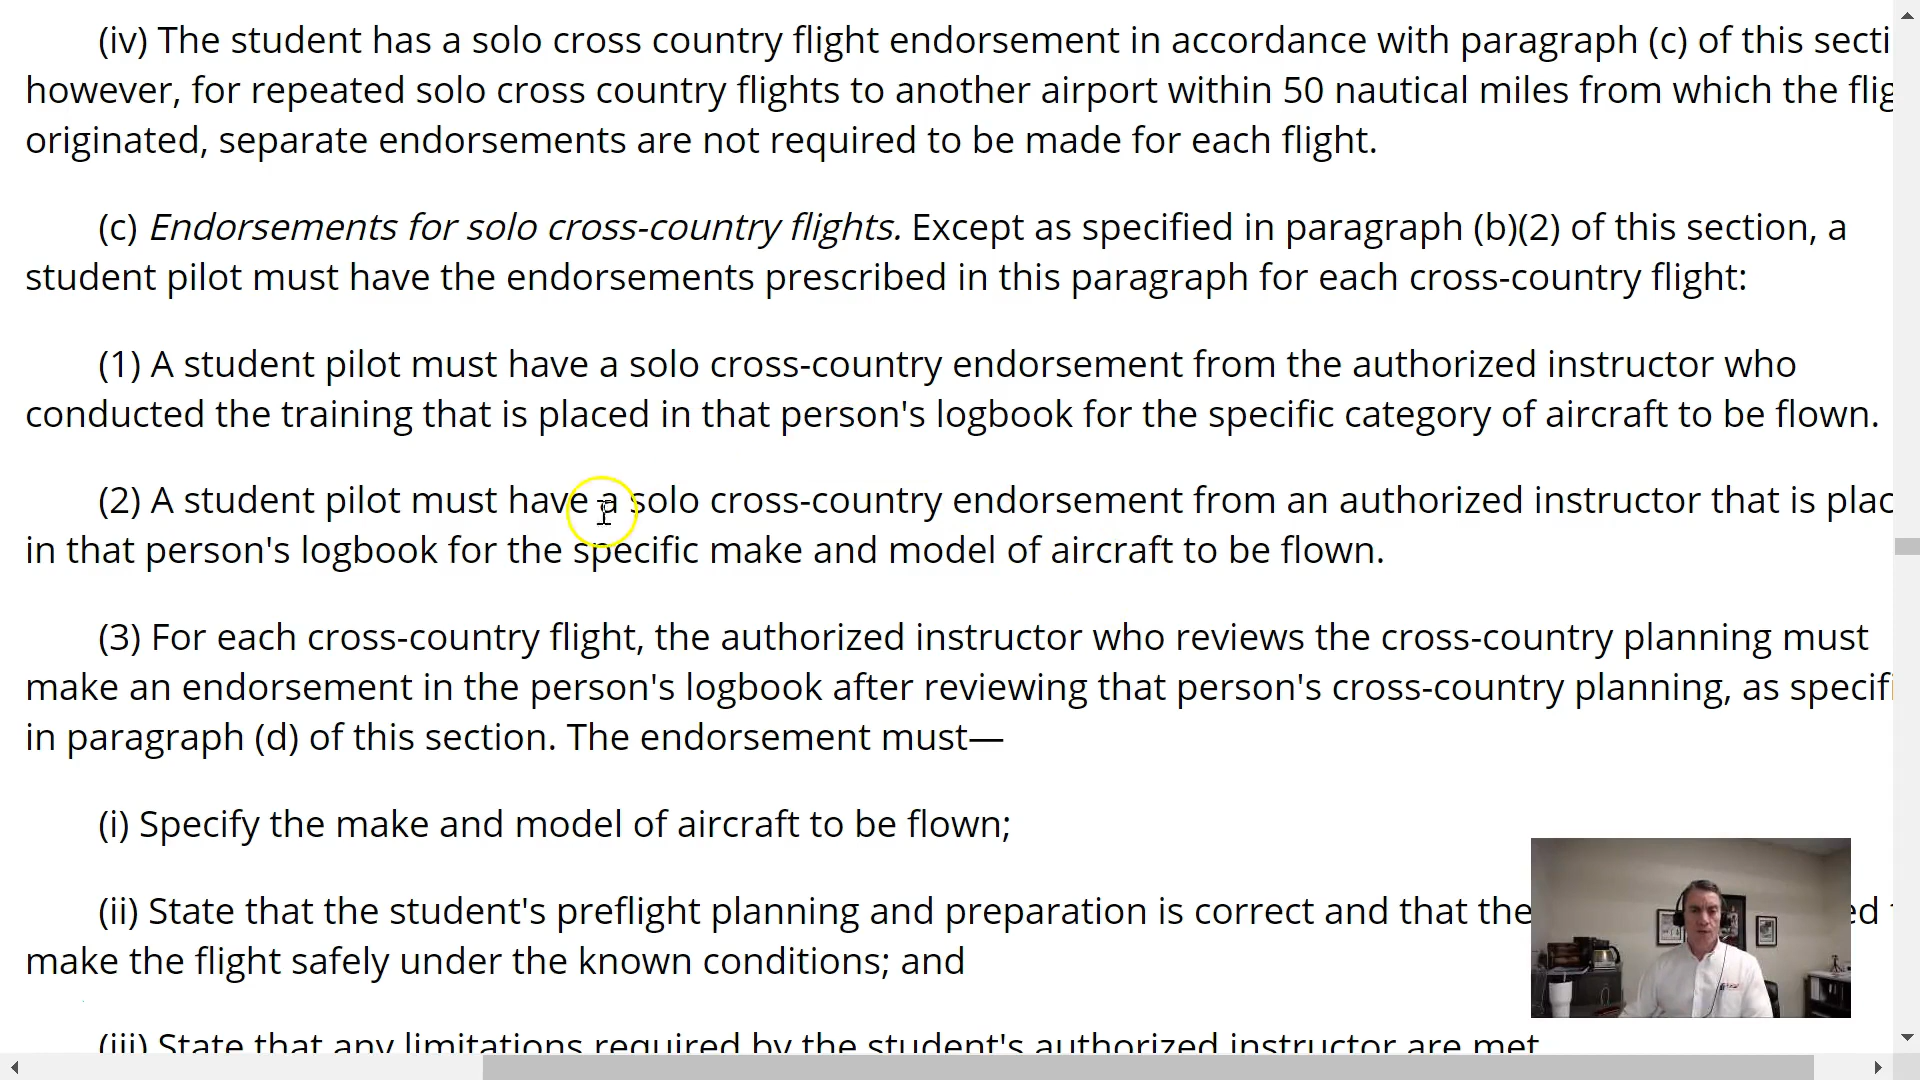 (iv) The student has a solo cross country flight endorsement in accordance with paragraph (c) of this
however, for repeated solo cross country flights to another airport within 50 nautical miles from which the
originated, separate endorsements are not required to be made for each flight.
(c) Endorsements for solo cross-country flights. Except as specified in paragraph (b)(2) of this section, a
student pilot must have the endorsements prescribed in this paragraph for each cross-country flight:
(1) A student pilot must have a solo cross-country endorsement from the authorized instructor who
conducted the training that is placed in that person's logbook for the specific category of aircraft to be flown.
(2) A student pilot must have a solo cross-country endorsement from an authorized instructor that is
in that person's logbook for the specific make and model of aircraft to be flown.
(3) For each cross-country flight, the authorized instructor who reviews the cross-country planning must
make an endorsement in the person's logbook after reviewing that person's cross-country planning, as
in paragraph (d) of this section. The endorsement must—
(i) Specify the make and model of aircraft to be flown;
(ii) State that the student's preflight planning and preparation is correct and that the
make the flight safely under the known conditions; and
(iii) State that any limitations required by the student's authorized instructor are met